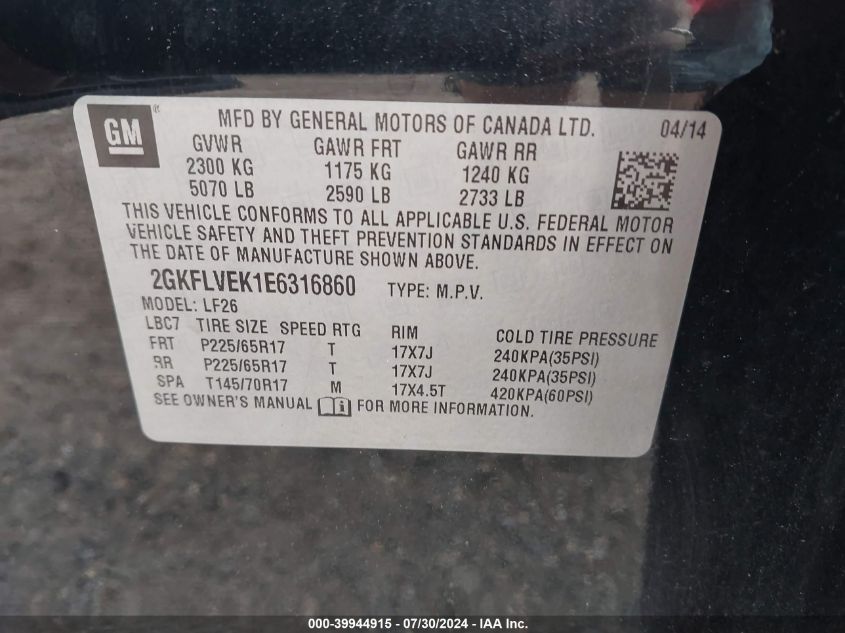 GM ®
MFD BY GENERAL MOTORS OF CANADA LTD. 04/14
GVWR GAWR FRT GAWR RR
2300 KG 1175 KG 1240 KG
5070 LB 2590 LB 2733 LB
THIS VEHICLE CONFORMS TO ALL APPLICABLE U.S. FEDERAL MOTOR
VEHICLE SAFETY AND THEFT PREVENTION STANDARDS IN EFFECT ON
THE DATE OF MANUFACTURE SHOWN ABOVE.
2GKFLVEK1E6316860 TYPE: M.P.V.
MODEL: LF26
LBC7 TIRE SIZE SPEED RTG RIM COLD TIRE PRESSURE
FRT P225/65R17 T 17X7J 240KPA(35PSI)
RR P225/65R17 T 17X7J 240KPA(35PSI)
SPA T145/70R17 M 17X4.5T 420KPA(60PSI)
SEE OWNER'S MANUAL i FOR MORE INFORMATION.
000-39944915 - 07/30/2024 - IAA Inc.